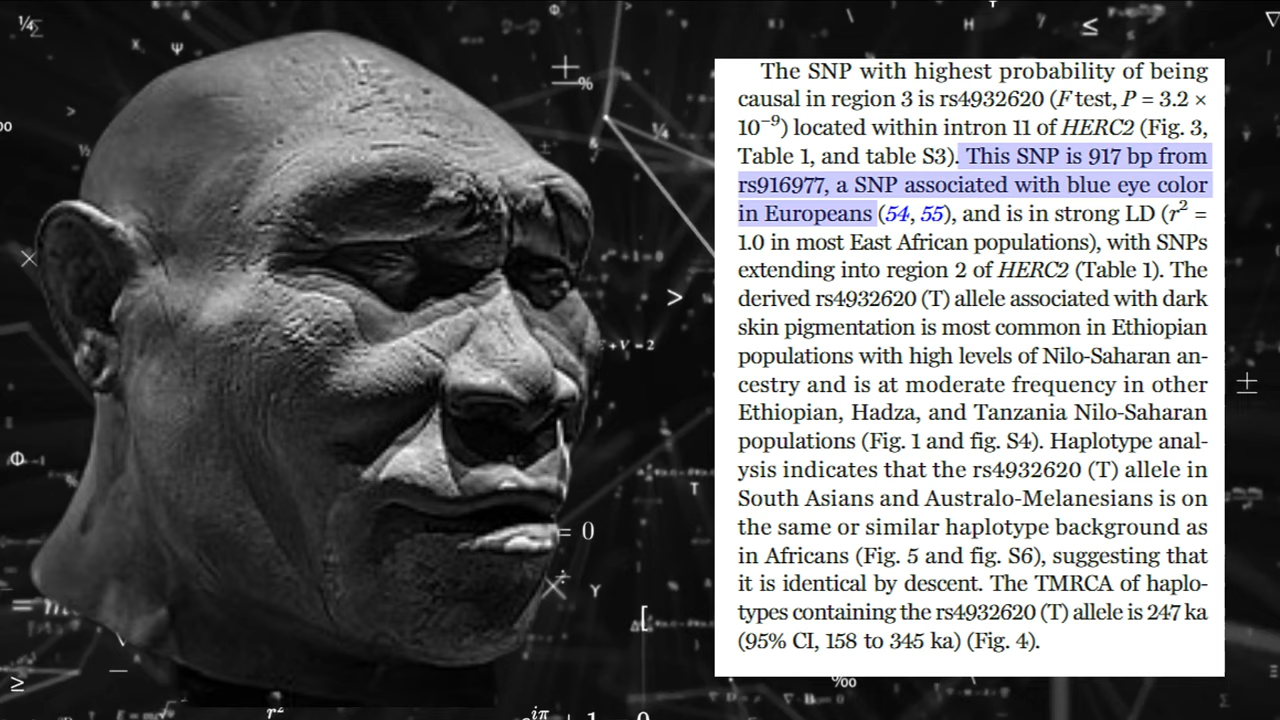 The SNP with highest probability of being
causal in region 3 is rs4932620 (F test, P = 3.2 ×
10⁻⁹) located within intron 11 of HERC2 (Fig. 3,
Table 1, and table S3). This SNP is 917 bp from
rs916977, a SNP associated with blue eye color
in Europeans (54, 55), and is in strong LD (r² =
1.0 in most East African populations), with SNPs
extending into region 2 of HERC2 (Table 1). The
derived rs4932620 (T) allele associated with dark
skin pigmentation is most common in Ethiopian
populations with high levels of Nilo-Saharan an-
cestry and is at moderate frequency in other
Ethiopian, Hadza, and Tanzania Nilo-Saharan
populations (Fig. 1 and fig. S4). Haplotype anal-
ysis indicates that the rs4932620 (T) allele in
South Asians and Australo-Melanesians is on
the same or similar haplotype background as
in Africans (Fig. 5 and fig. S6), suggesting that
it is identical by descent. The TMRCA of haplo-
types containing the rs4932620 (T) allele is 247 ka
(95% CI, 158 to 345 ka) (Fig. 4).